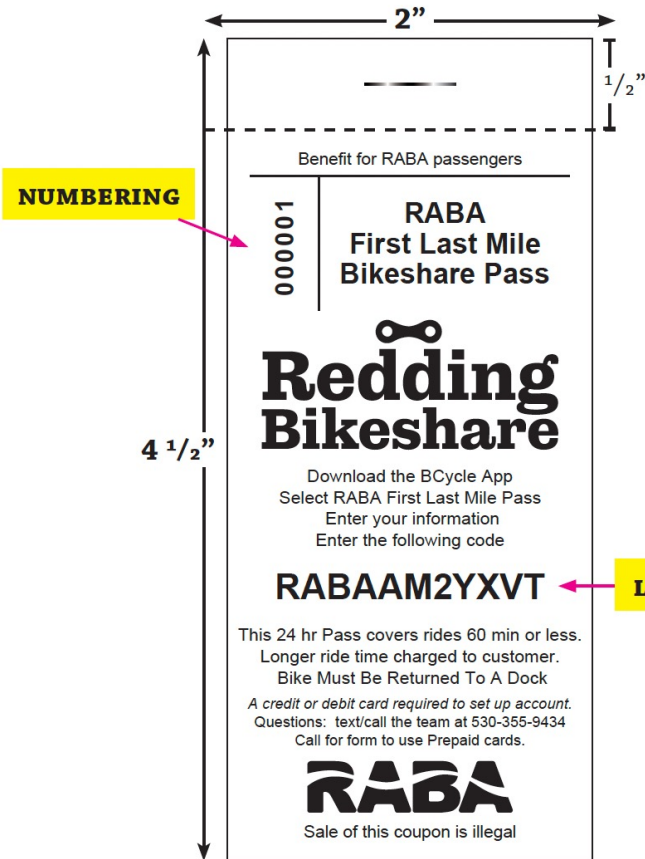 2”
1/2”
Benefit for RABA passengers
NUMBERING
000001
RABA
First Last Mile
Bikeshare Pass
Redding
Bikeshare
4 1/2”
Download the BCycle App
Select RABA First Last Mile Pass
Enter your information
Enter the following code
RABAAM2YXVT
This 24 hr Pass covers rides 60 min or less.
Longer ride time charged to customer.
Bike Must Be Returned To A Dock
A credit or debit card required to set up account.
Questions: text/call the team at 530-355-9434
Call for form to use Prepaid cards.
RABA
Sale of this coupon is illegal